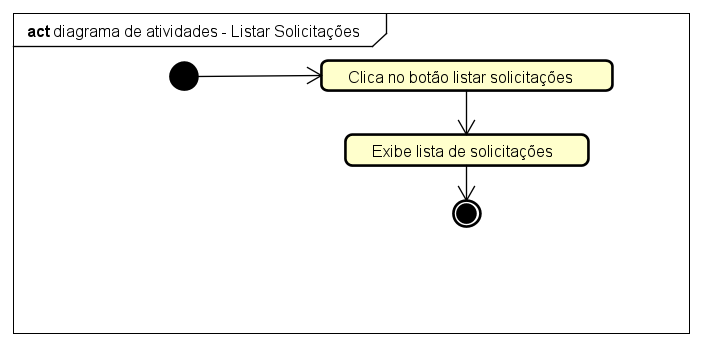 act diagrama de atividades - Listar Solicitações
Clica no botão listar solicitações
Exibe lista de solicitações